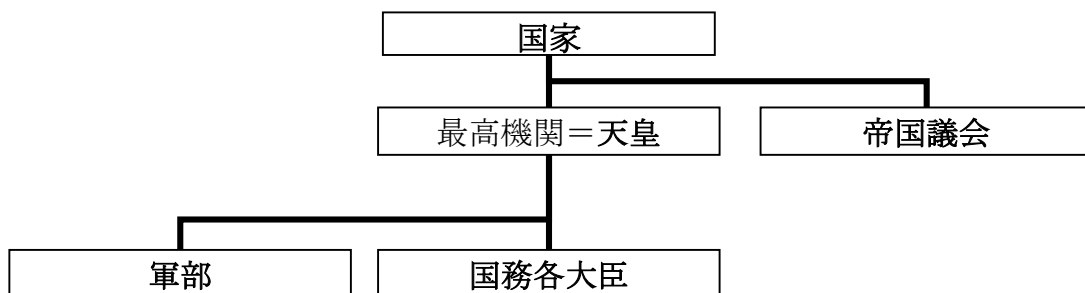 国家
最高機関＝天皇
帝国議会
軍部
国務各大臣